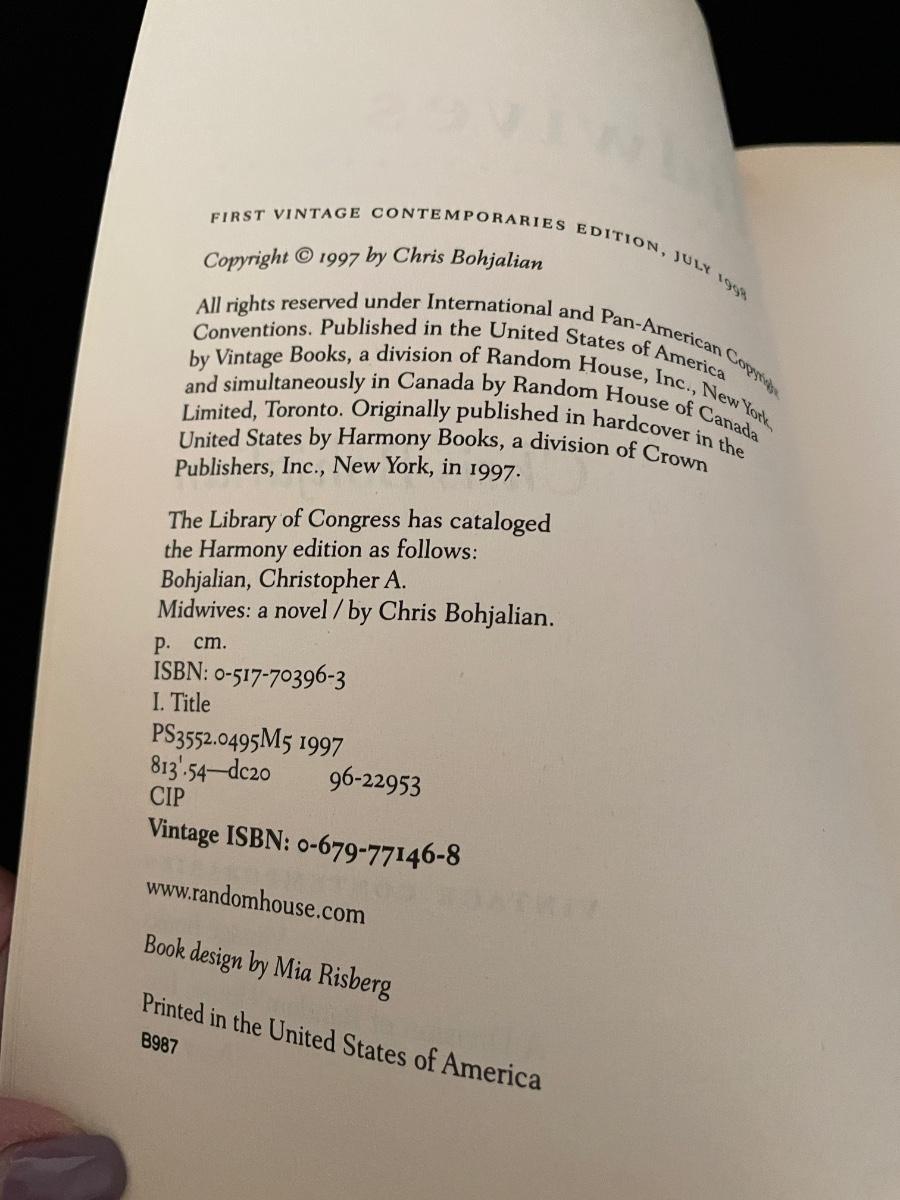 FIRST VINTAGE CONTEMPORARIES EDITION, JULY 1998
Copyright © 1997 by Chris Bohjalian
All rights reserved under International and Pan-American Copyright
Conventions. Published in the United States of America
by Vintage Books, a division of Random House, Inc., New York,
and simultaneously in Canada by Random House of Canada
Limited, Toronto. Originally published in hardcover in the
United States by Harmony Books, a division of Crown
Publishers, Inc., New York, in 1997.
The Library of Congress has cataloged
the Harmony edition as follows:
Bohjalian, Christopher A.
Midwives: a novel / by Chris Bohjalian.
p. cm.
ISBN: 0-517-70396-3
I. Title
PS3552.0495M5 1997
813'.54—dc20 96-22953
CIP
Vintage ISBN: 0-679-77146-8
www.randomhouse.com
Book design by Mia Risberg
Printed in the United States of America
B987